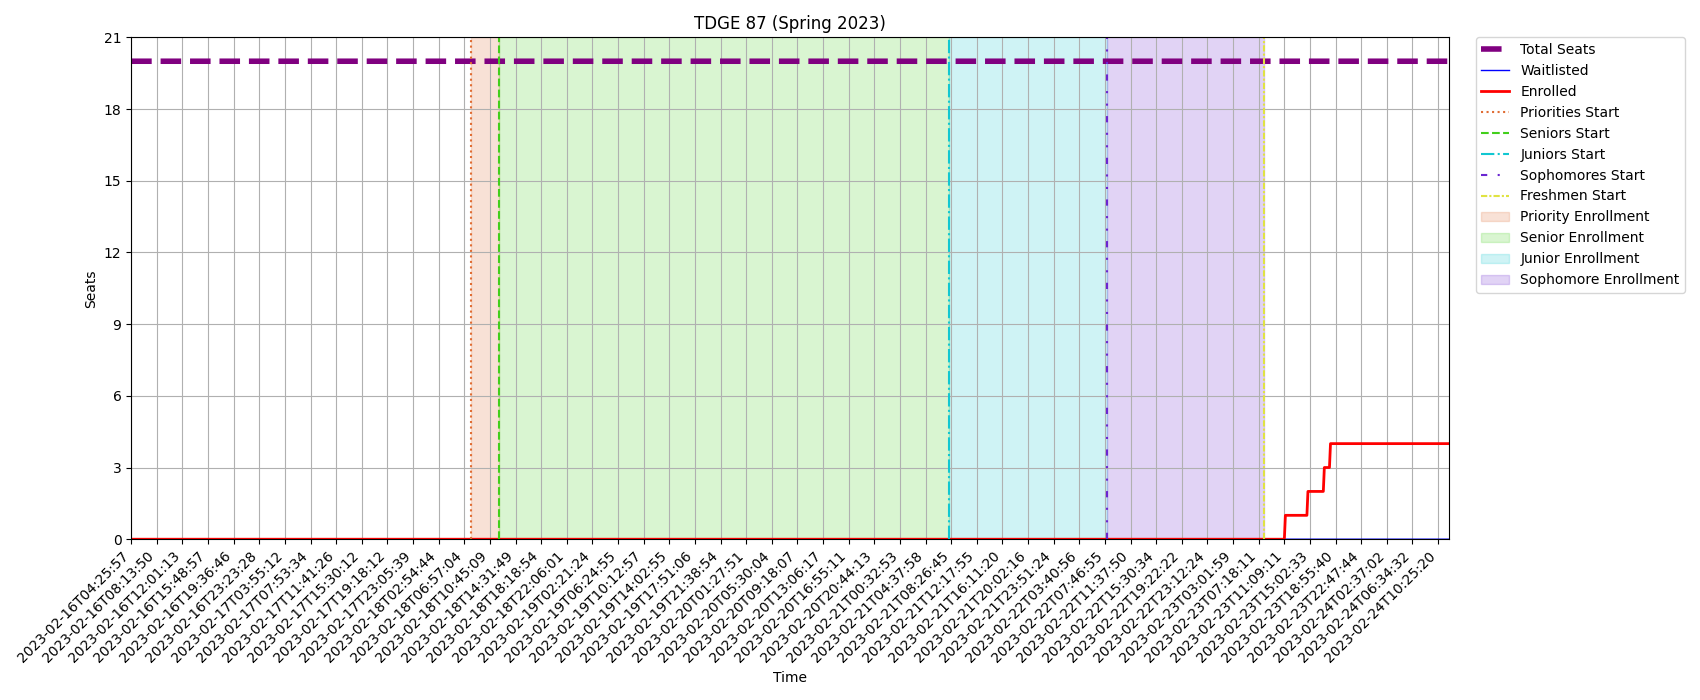 TDGE 87 (Spring 2023)
21
18
15
12
9
6
3
0
Seats
2023-02-16T04:25:57
2023-02-16T08:13:50
2023-02-16T12:01:13
2023-02-16T15:48:57
2023-02-16T19:36:46
2023-02-16T23:23:28
2023-02-17T03:55:12
2023-02-17T07:53:34
2023-02-17T11:41:26
2023-02-17T15:30:12
2023-02-17T19:18:12
2023-02-17T23:05:39
2023-02-18T02:54:44
2023-02-18T06:57:04
2023-02-18T10:45:09
2023-02-18T14:31:49
2023-02-18T18:18:54
2023-02-18T22:06:01
2023-02-19T02:21:24
2023-02-19T06:24:55
2023-02-19T10:12:57
2023-02-19T14:02:55
2023-02-19T17:51:06
2023-02-19T21:38:54
2023-02-20T01:27:51
2023-02-20T05:30:04
2023-02-20T09:18:07
2023-02-20T13:06:17
2023-02-20T16:55:11
2023-02-20T20:44:13
2023-02-21T00:32:53
2023-02-21T04:37:58
2023-02-21T08:26:45
2023-02-21T12:17:55
2023-02-21T16:11:20
2023-02-21T20:02:16
2023-02-21T23:51:24
2023-02-22T03:40:56
2023-02-22T07:46:55
2023-02-22T11:37:50
2023-02-22T15:30:34
2023-02-22T19:22:22
2023-02-22T23:12:24
2023-02-23T03:01:59
2023-02-23T07:18:11
2023-02-23T11:09:11
2023-02-23T15:02:33
2023-02-23T18:55:40
2023-02-23T22:47:44
2023-02-24T02:37:02
2023-02-24T06:34:32
2023-02-24T10:25:20
Time
Total Seats
Waitlisted
Enrolled
Priorities Start
Seniors Start
Juniors Start
Sophomores Start
Freshmen Start
Priority Enrollment
Senior Enrollment
Junior Enrollment
Sophomore Enrollment